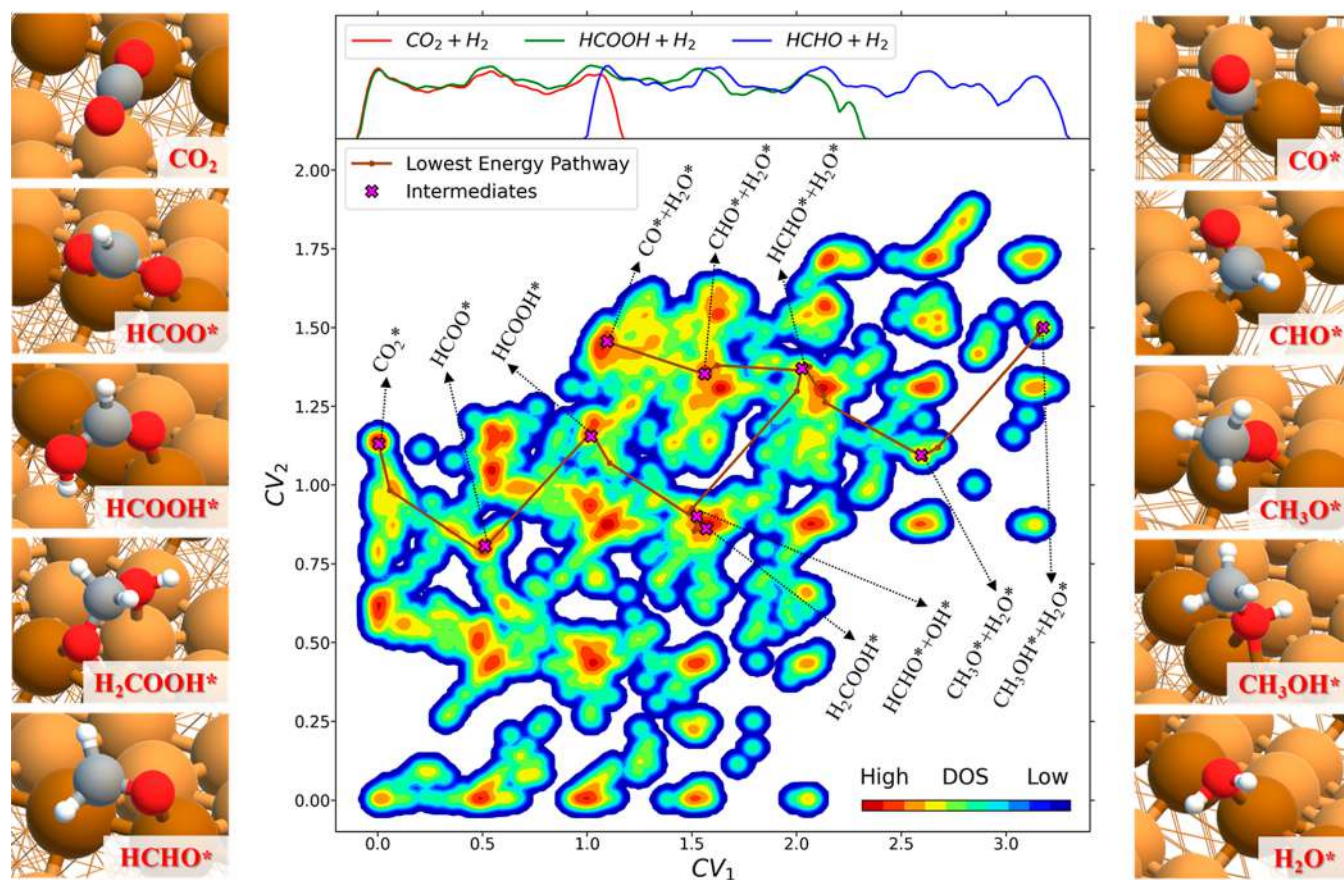 CO₂
HCOO*
HCOOH*
H₂COOH*
HCHO*
CO₂ + H₂
HCOOH + H₂
HCHO + H₂
Lowest Energy Pathway
Intermediates
CO₂*
HCOO*
HCOOH*
CO*+H₂O*
CHO*+H₂O*
HCHO*+H₂O*
H₂COOH*
HCHO*+OH*
CH₃O*+H₂O*
CH₃OH*+H₂O*
High DOS Low
CV₂
2.00
1.75
1.50
1.25
1.00
0.75
0.50
0.25
0.00
0.0 0.5 1.0 1.5 2.0 2.5 3.0
CV₁
CO*
CHO*
CH₃O*
CH₃OH*
H₂O*